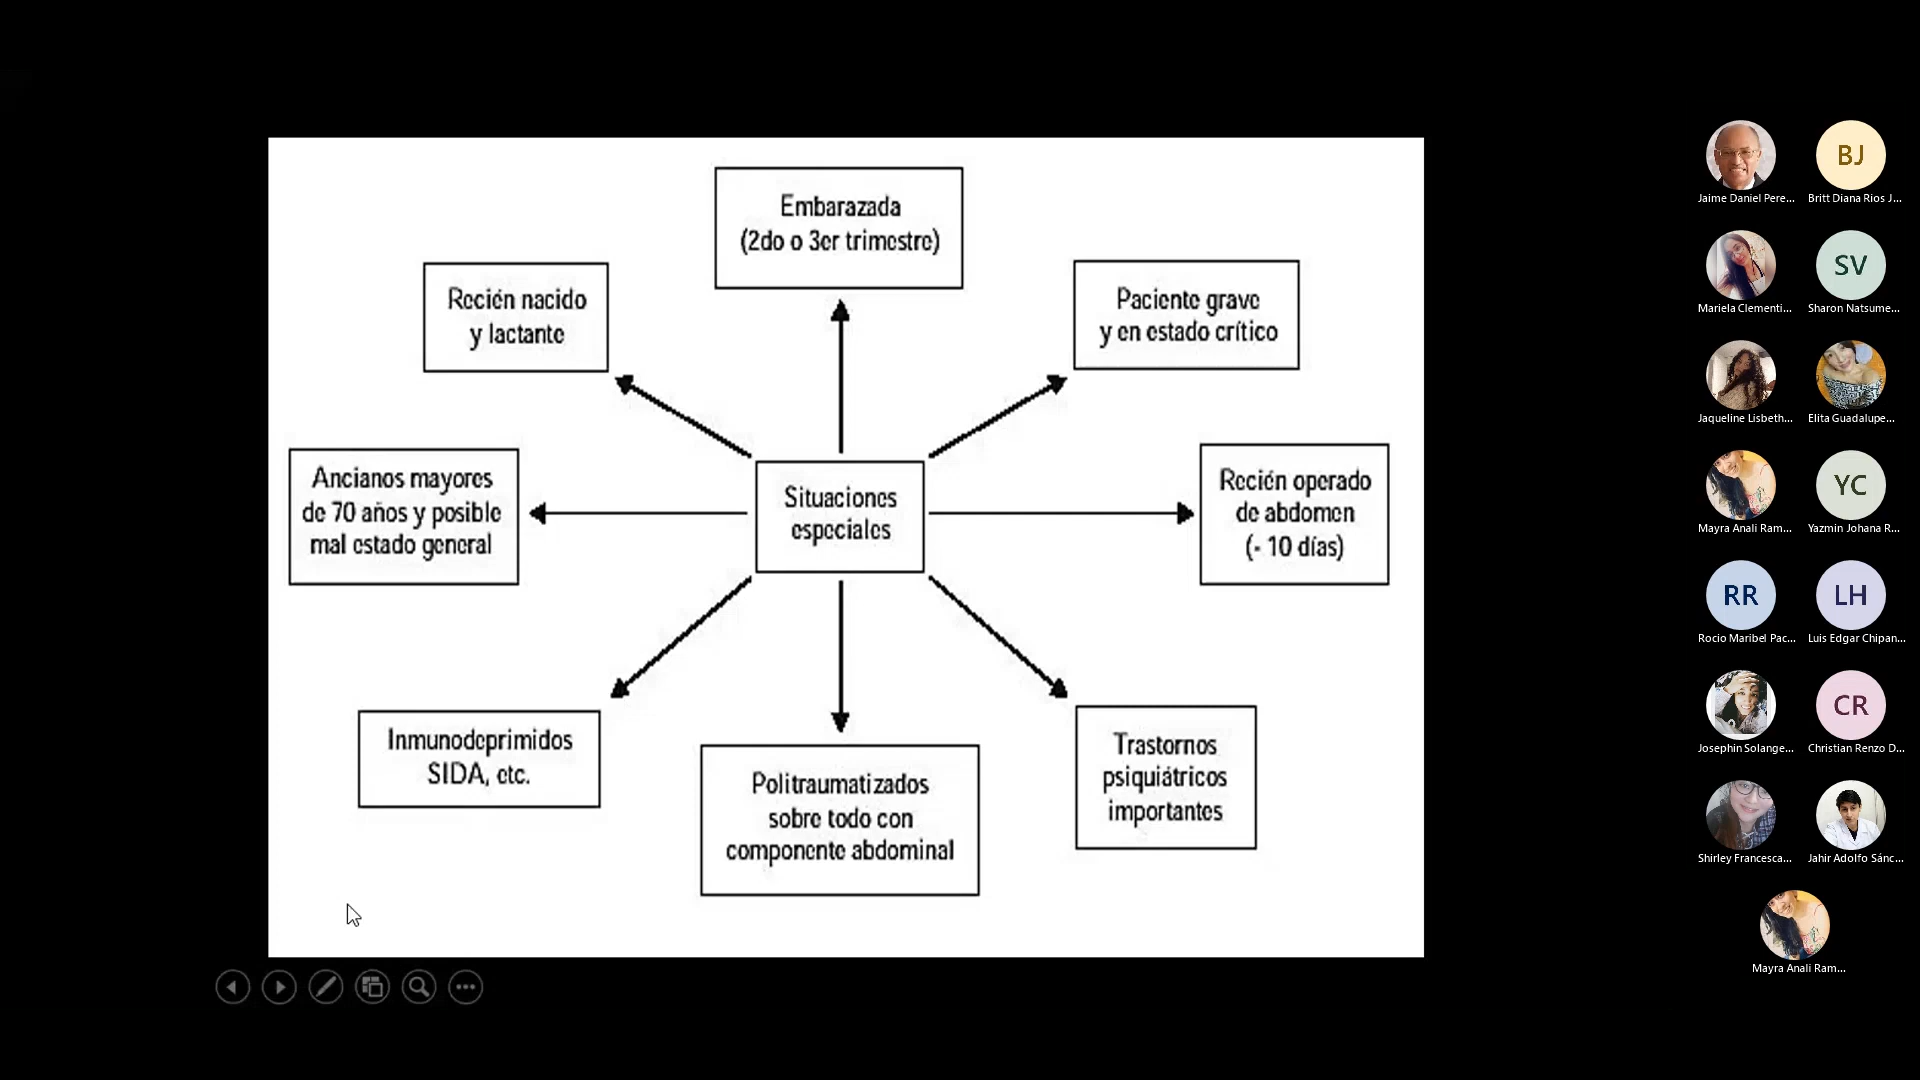 Embarazada
(2do o 3er trimestre)
Recién nacido
y lactante
Paciente grave
y en estado crítico
Ancianos mayores
de 70 años y posible
mal estado general
Situaciones
especiales
Recién operado
de abdomen
(- 10 días)
Inmunodeprimidos
SIDA, etc.
Politraumatizados
sobre todo con
componente abdominal
Trastornos
psiquiátricos
importantes
Jaime Daniel Pere...
BJ
Britt Diana Rios J...
Mariela Clementi...
SV
Sharon Natsume...
Jaqueline Lisbeth...
Elita Guadalupe...
Mayra Anali Ram...
YC
Yazmin Johana R...
RR
Rocio Maribel Pac...
LH
Luis Edgar Chipan...
Josephin Solange...
CR
Christian Renzo D...
Shirley Francesca...
Jahir Adolfo Sánc...
Mayra Anali Ram...